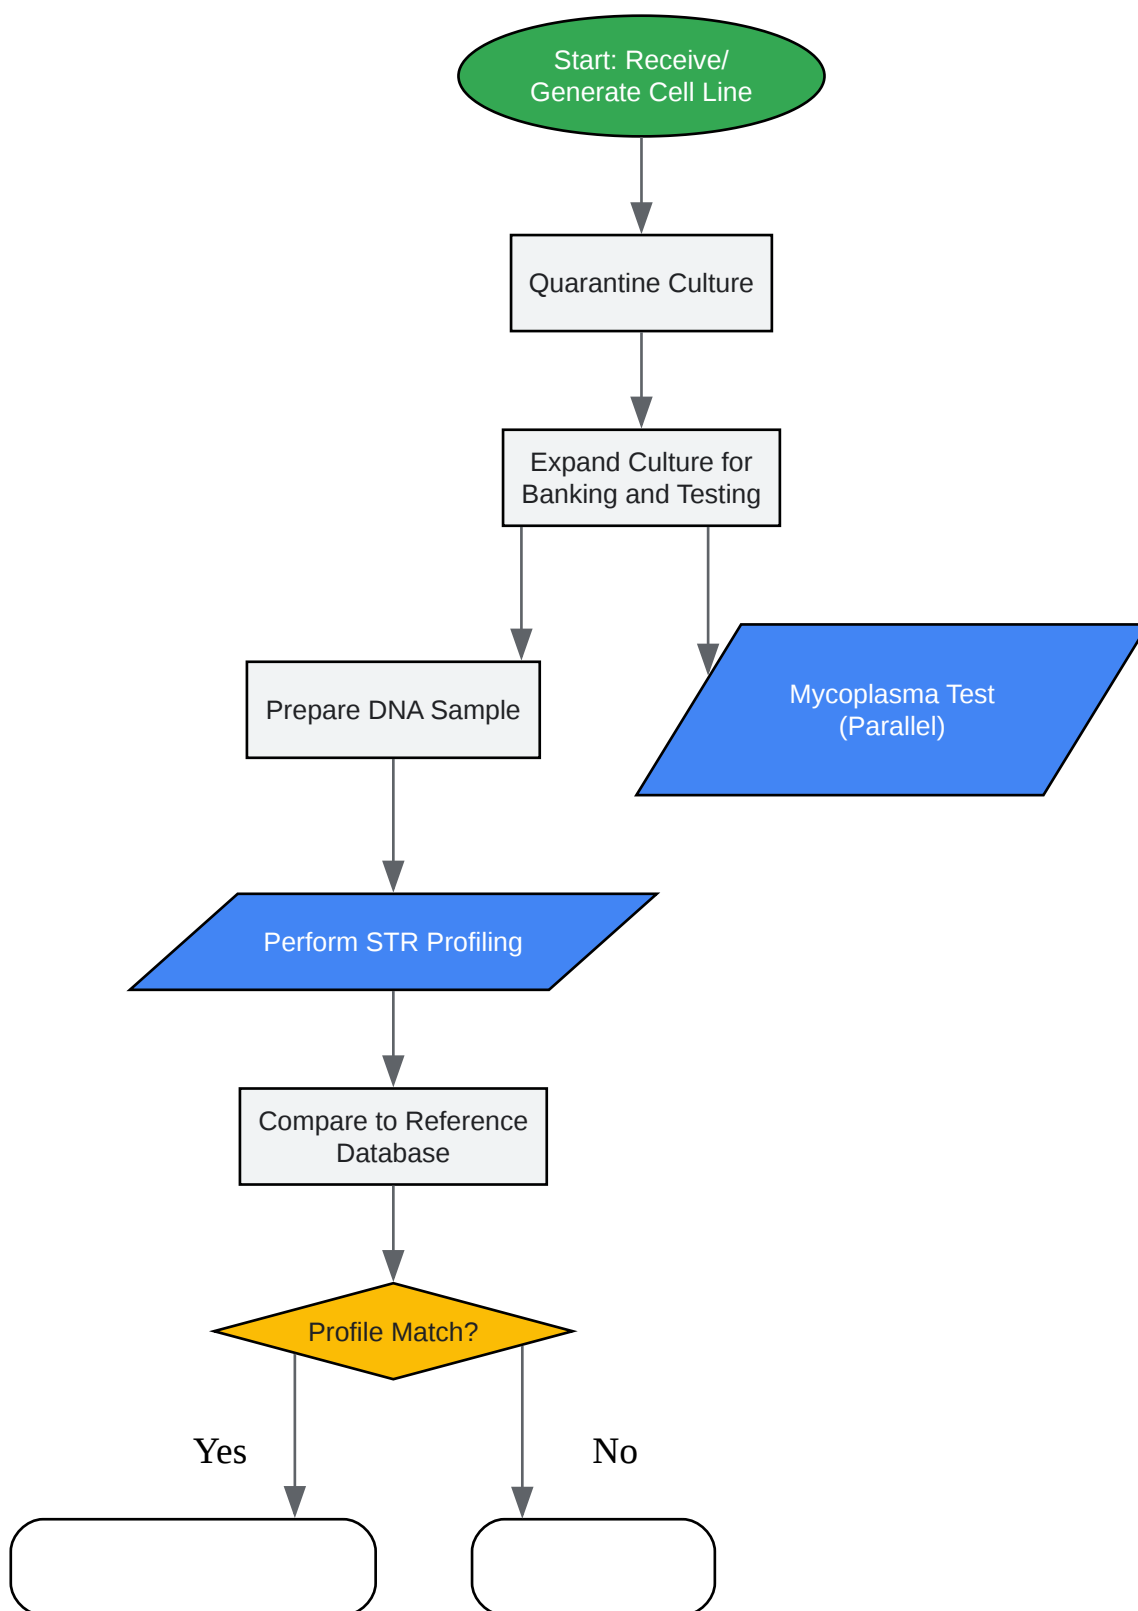 Start: Receive/
Generate Cell Line
Quarantine Culture
Expand Culture for
Banking and Testing
Prepare DNA Sample
Mycoplasma Test
(Parallel)
Perform STR Profiling
Compare to Reference
Database
Profile Match?
Yes
No